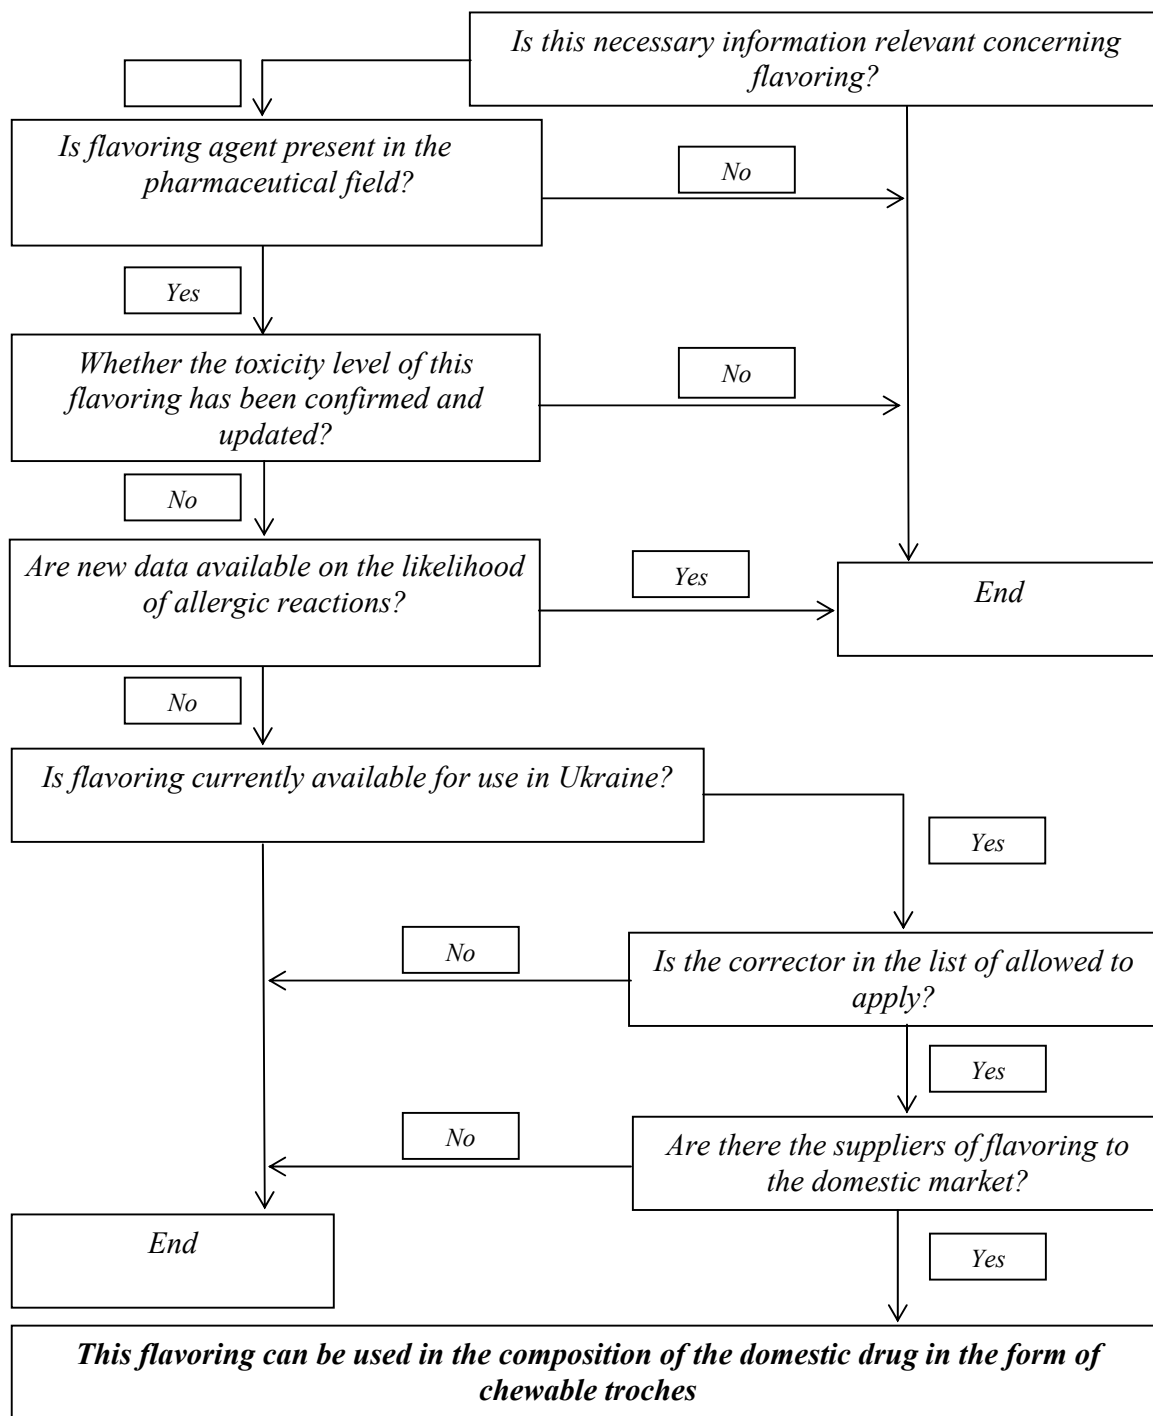 Is this necessary information relevant concerning
flavoring?
Is flavoring agent present in the
pharmaceutical field?
No
Yes
Whether the toxicity level of this
flavoring has been confirmed and
updated?
No
No
Are new data available on the likelihood
of allergic reactions?
Yes
End
No
Is flavoring currently available for use in Ukraine?
Yes
No
Is the corrector in the list of allowed to
apply?
Yes
No
Are there the suppliers of flavoring to
the domestic market?
End
Yes
This flavoring can be used in the composition of the domestic drug in the form of
chewable troches